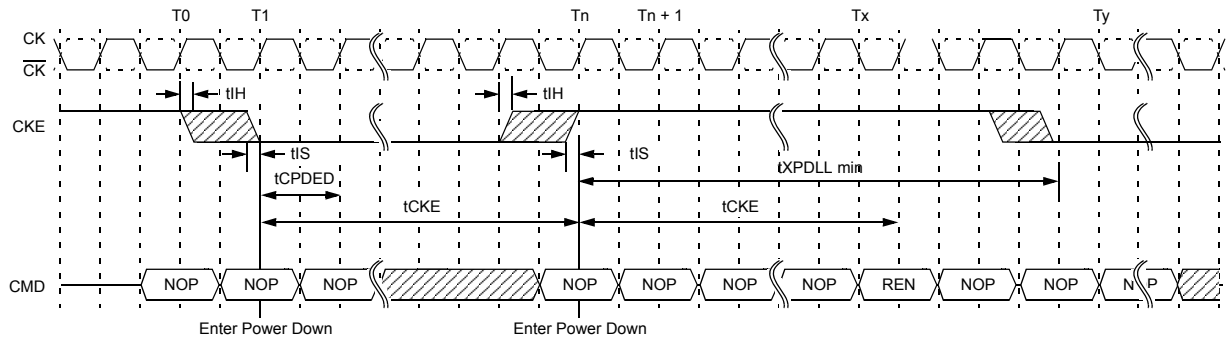 T0 T1 Tn Tn + 1 Tx Ty
CK
CK
tIH tIH
CKE
tIS tIS
tCPDED tXPDLL min
tCKE tCKE
CMD NOP NOP NOP NOP NOP NOP NOP REN NOP NOP N P
Enter Power Down Enter Power Down